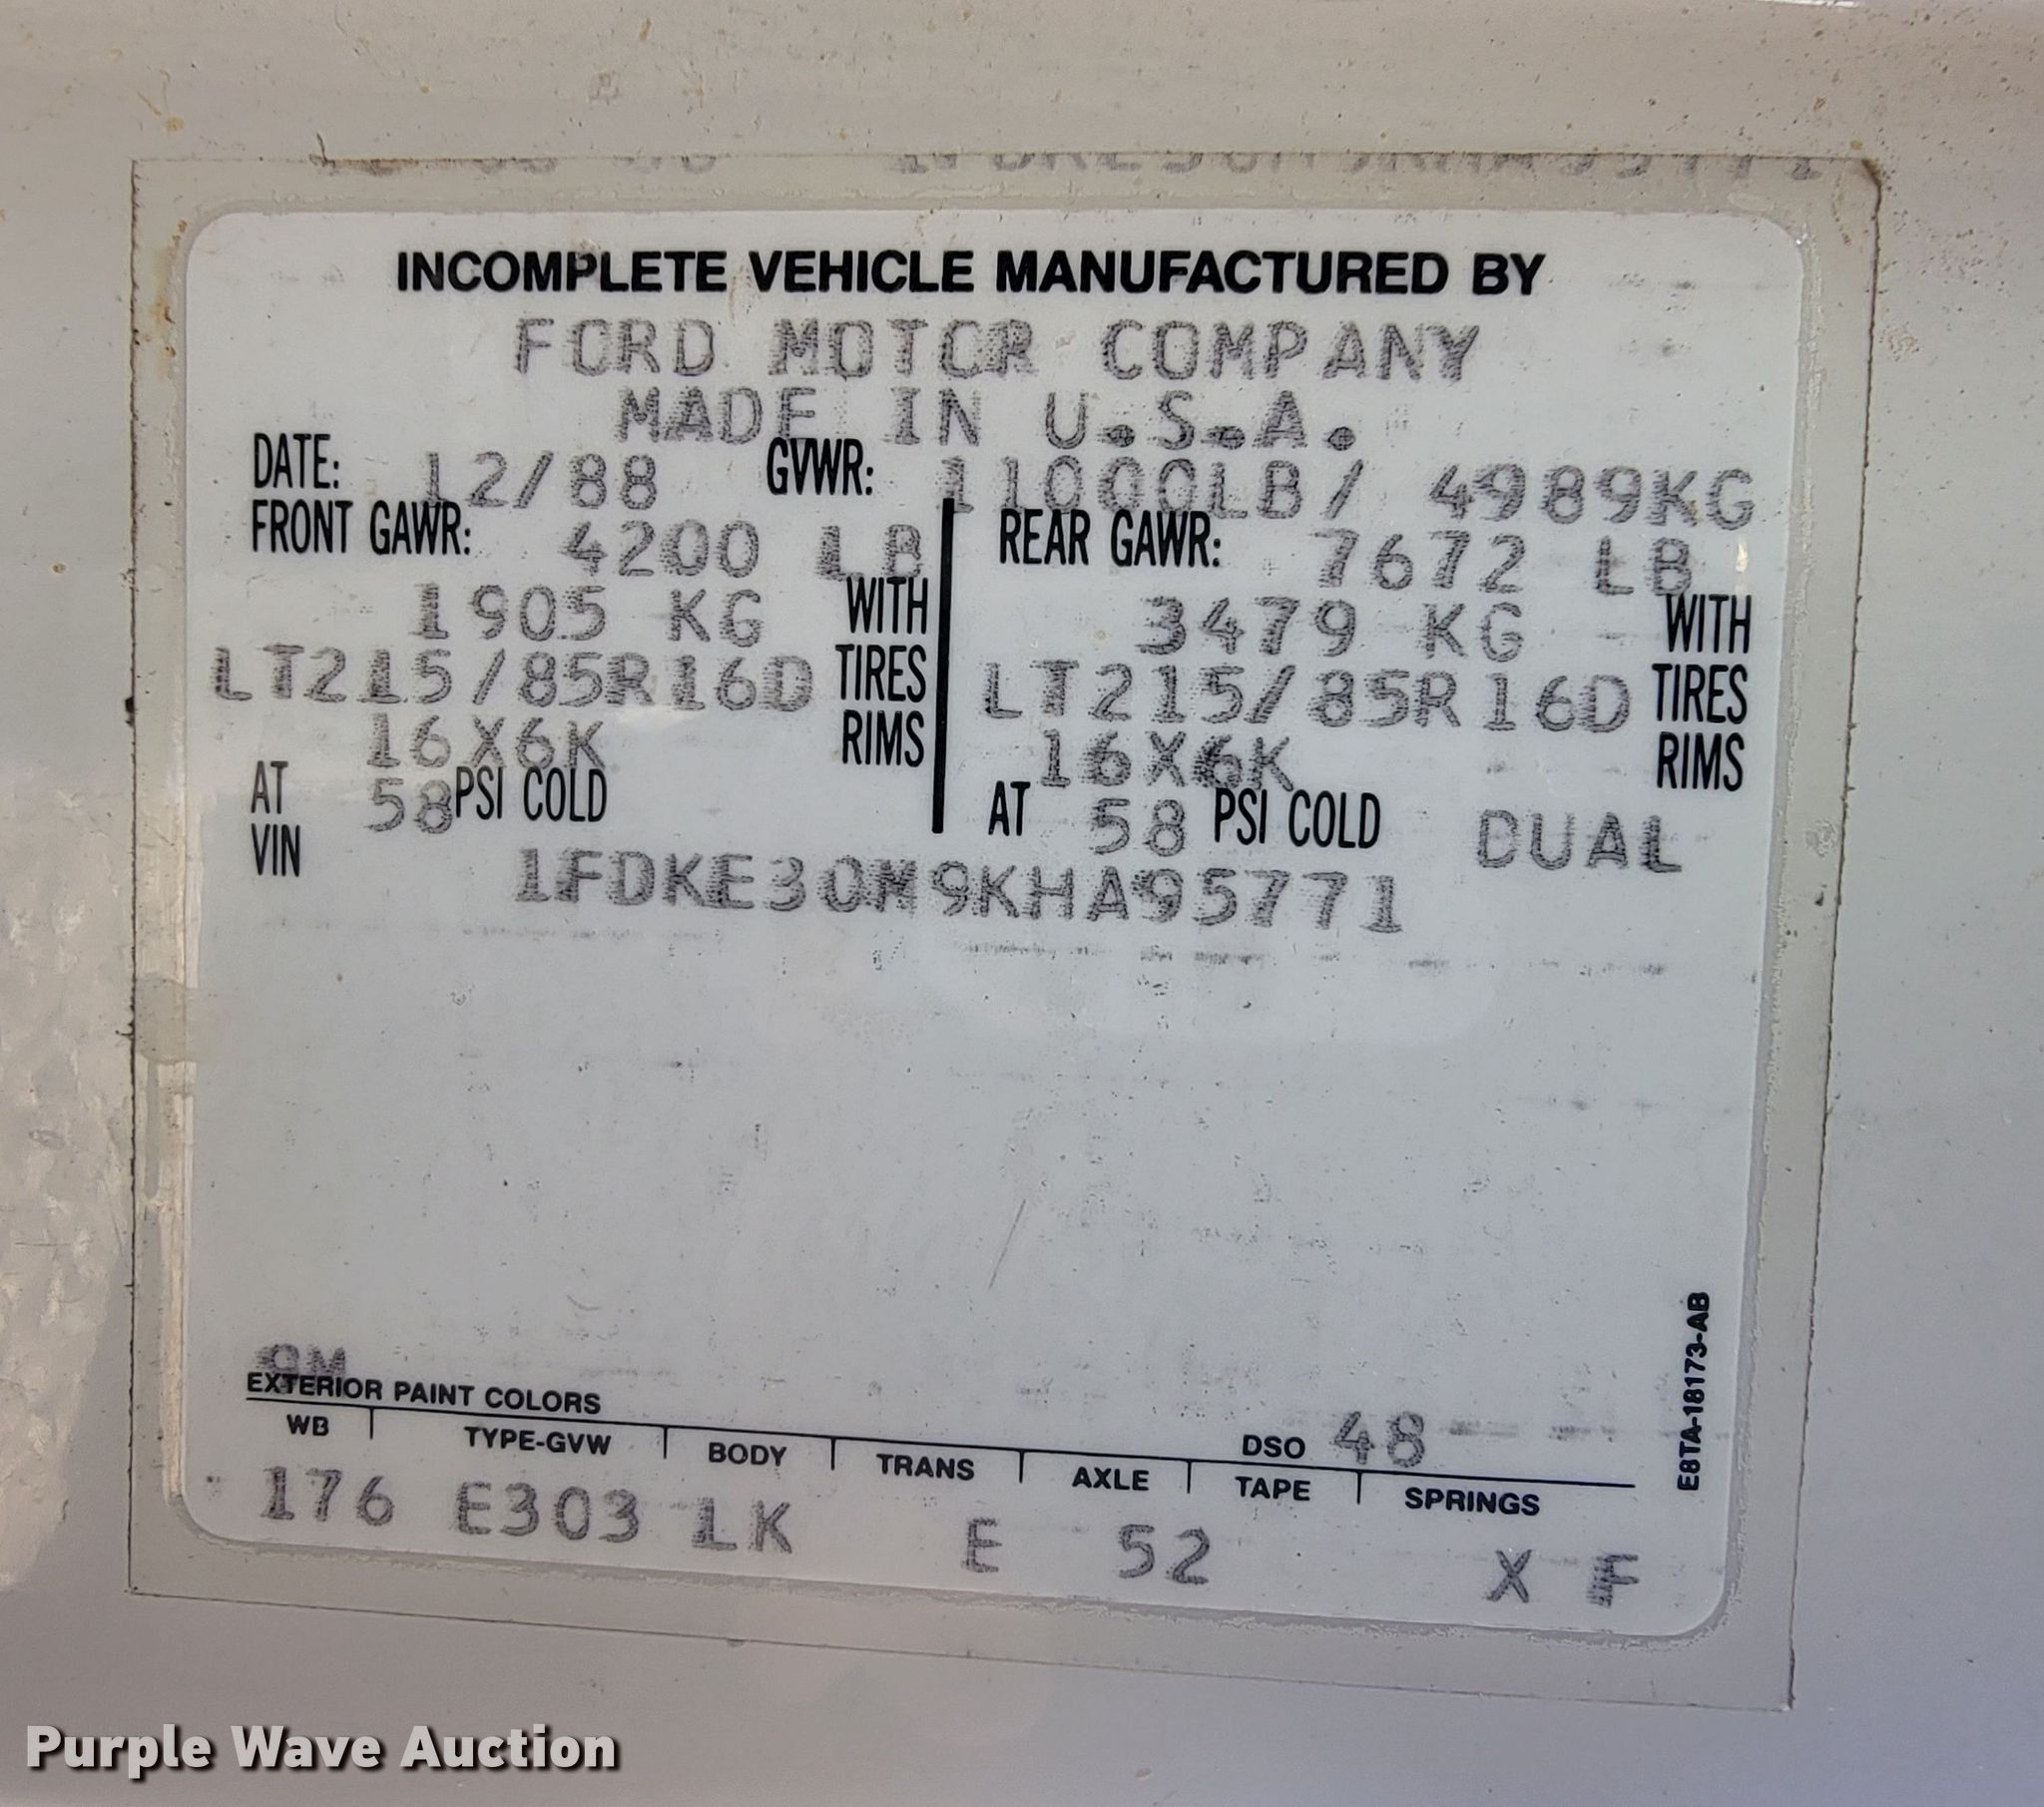 INCOMPLETE VEHICLE MANUFACTURED BY
FORD MOTOR COMPANY
MADE IN U.S.A.
DATE: 12/88 GVWR: 11000LB/ 4989KG
FRONT GAWR: 4200 LB REAR GAWR: 7672 LB
1905 KG WITH 3479 KG WITH
LT215/85R16D TIRES LT215/85R16D TIRES
16X6K RIMS 16X6K RIMS
AT 58 PSI COLD AT 58 PSI COLD DUAL
VIN 1FDKE30M9KHA95771
9M
EXTERIOR PAINT COLORS
DSO 48
WB TYPE-GVW BODY TRANS AXLE TAPE SPRINGS
176 E303 LK E 52 X F
E8TA-18173-AB
Purple Wave Auction